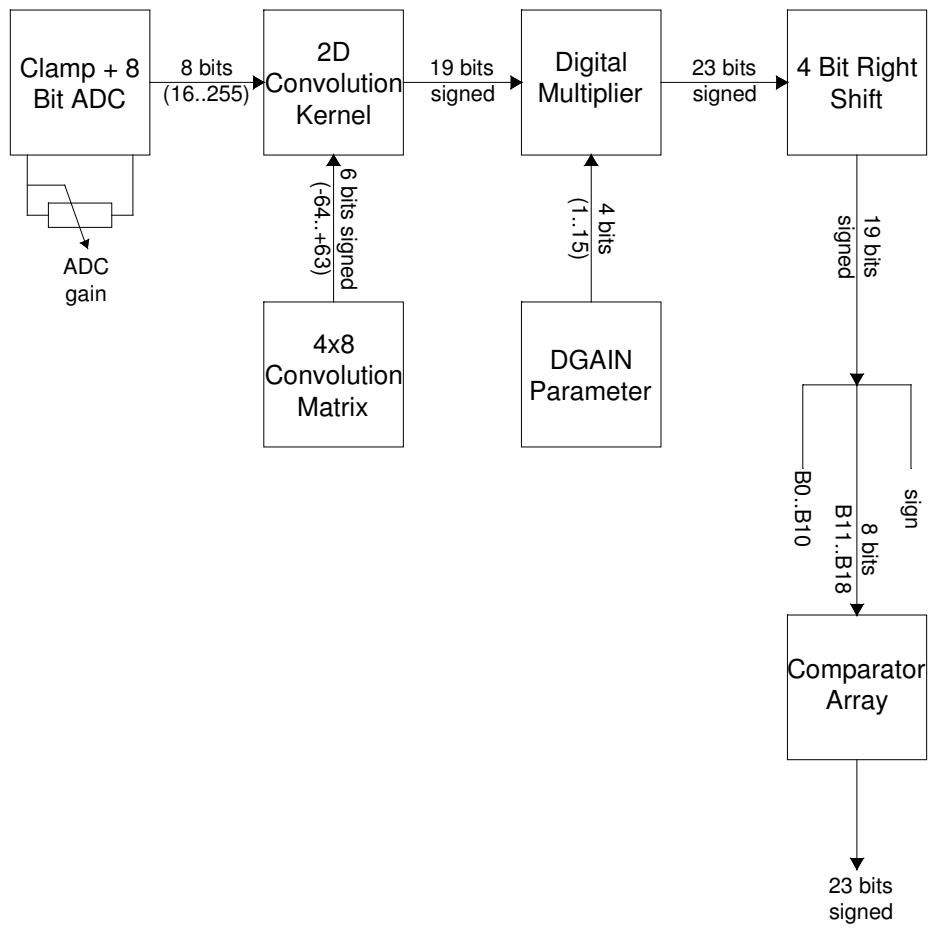 Clamp + 8
Bit ADC
8 bits
(16..255)
2D
Convolution
Kernel
19 bits
signed
Digital
Multiplier
23 bits
signed
4 Bit Right
Shift
ADC
gain
6 bits signed
(-64..+63)
4 bits
(1..15)
19 bits
signed
4x8
Convolution
Matrix
DGAIN
Parameter
B0..B10
8 bits
B11..B18
sign
Comparator
Array
23 bits
signed